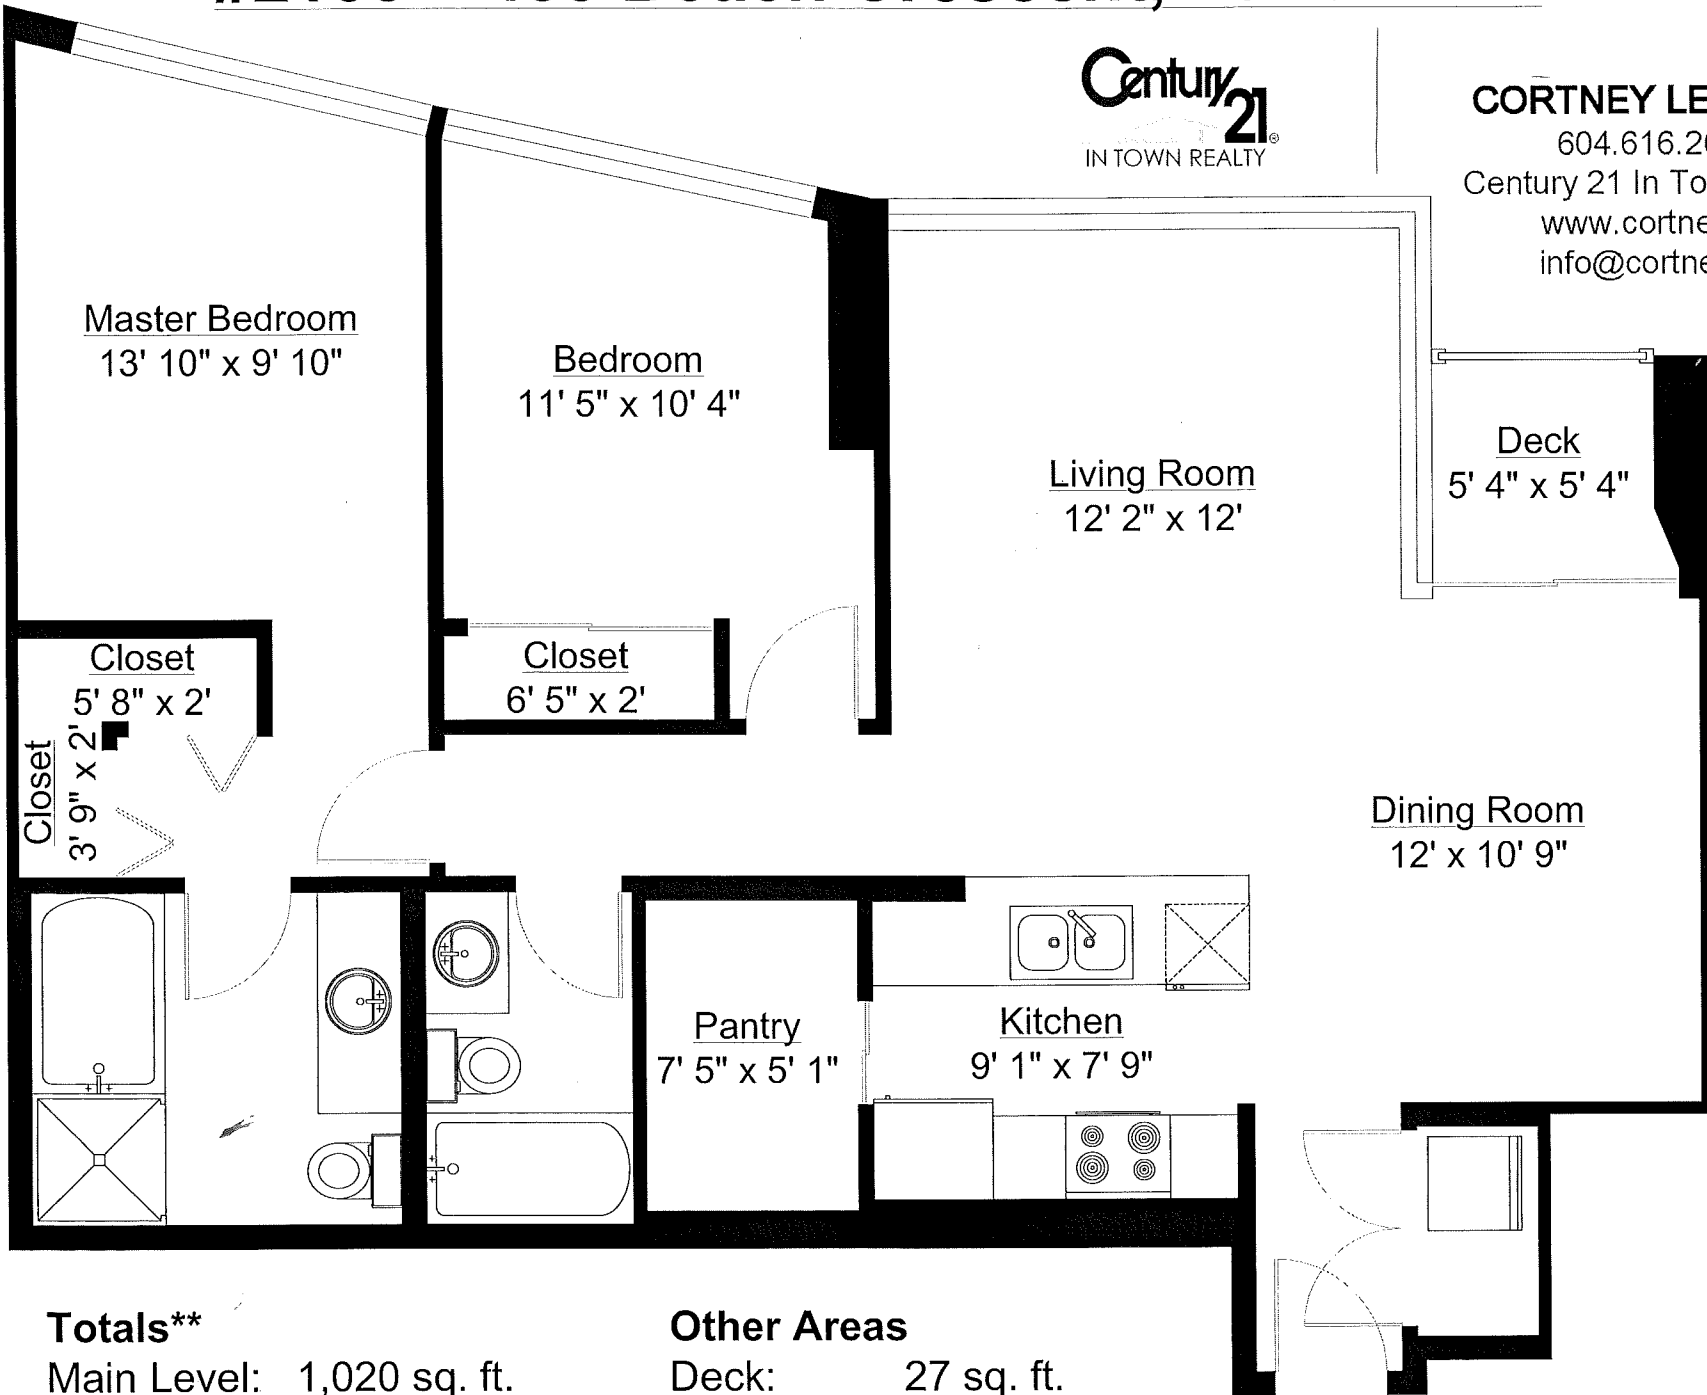 Century 21
IN TOWN REALTY
CORTNEY LE
604.616.2
Century 21 In To
www.cortne
info@cortne
Master Bedroom
13' 10" x 9' 10"
Bedroom
11' 5" x 10' 4"
Living Room
12' 2" x 12'
Deck
5' 4" x 5' 4"
Closet
5' 8" x 2'
Closet
3' 9" x 2'
Closet
6' 5" x 2'
Dining Room
12' x 10' 9"
Pantry
7' 5" x 5' 1"
Kitchen
9' 1" x 7' 9"
Totals**
Main Level: 1,020 sq. ft.
Other Areas
Deck: 27 sq. ft.